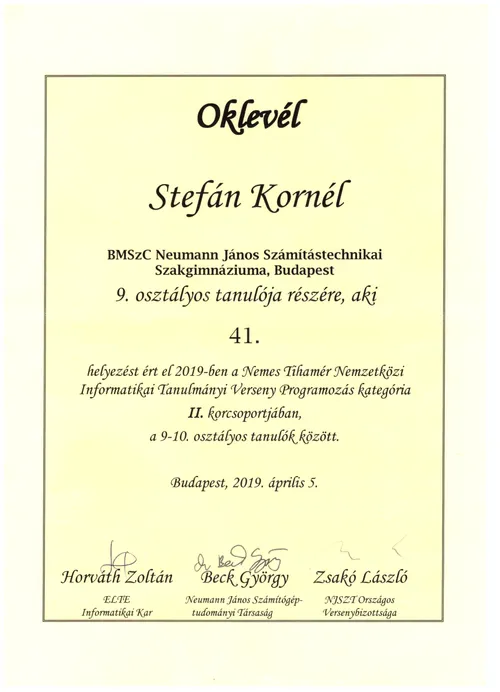 Oklevél
Stefán Kornél
BMSzC Neumann János Számítástechnikai
Szakgimnáziuma, Budapest
9. osztályos tanulója részére, aki
41.
helyezést ért el 2019-ben a Nemes Tihamér Nemzetközi
Informatikai Tanulmányi Verseny Programozás kategória
II. korcsoportjában,
a 9-10. osztályos tanulók között.
Budapest, 2019. április 5.
Horváth Zoltán Beck György Zsakó László
ELTE Neumann János Számítógép- NJSZT Országos
Informatikai Kar tudományi Társaság Versenybizottsága